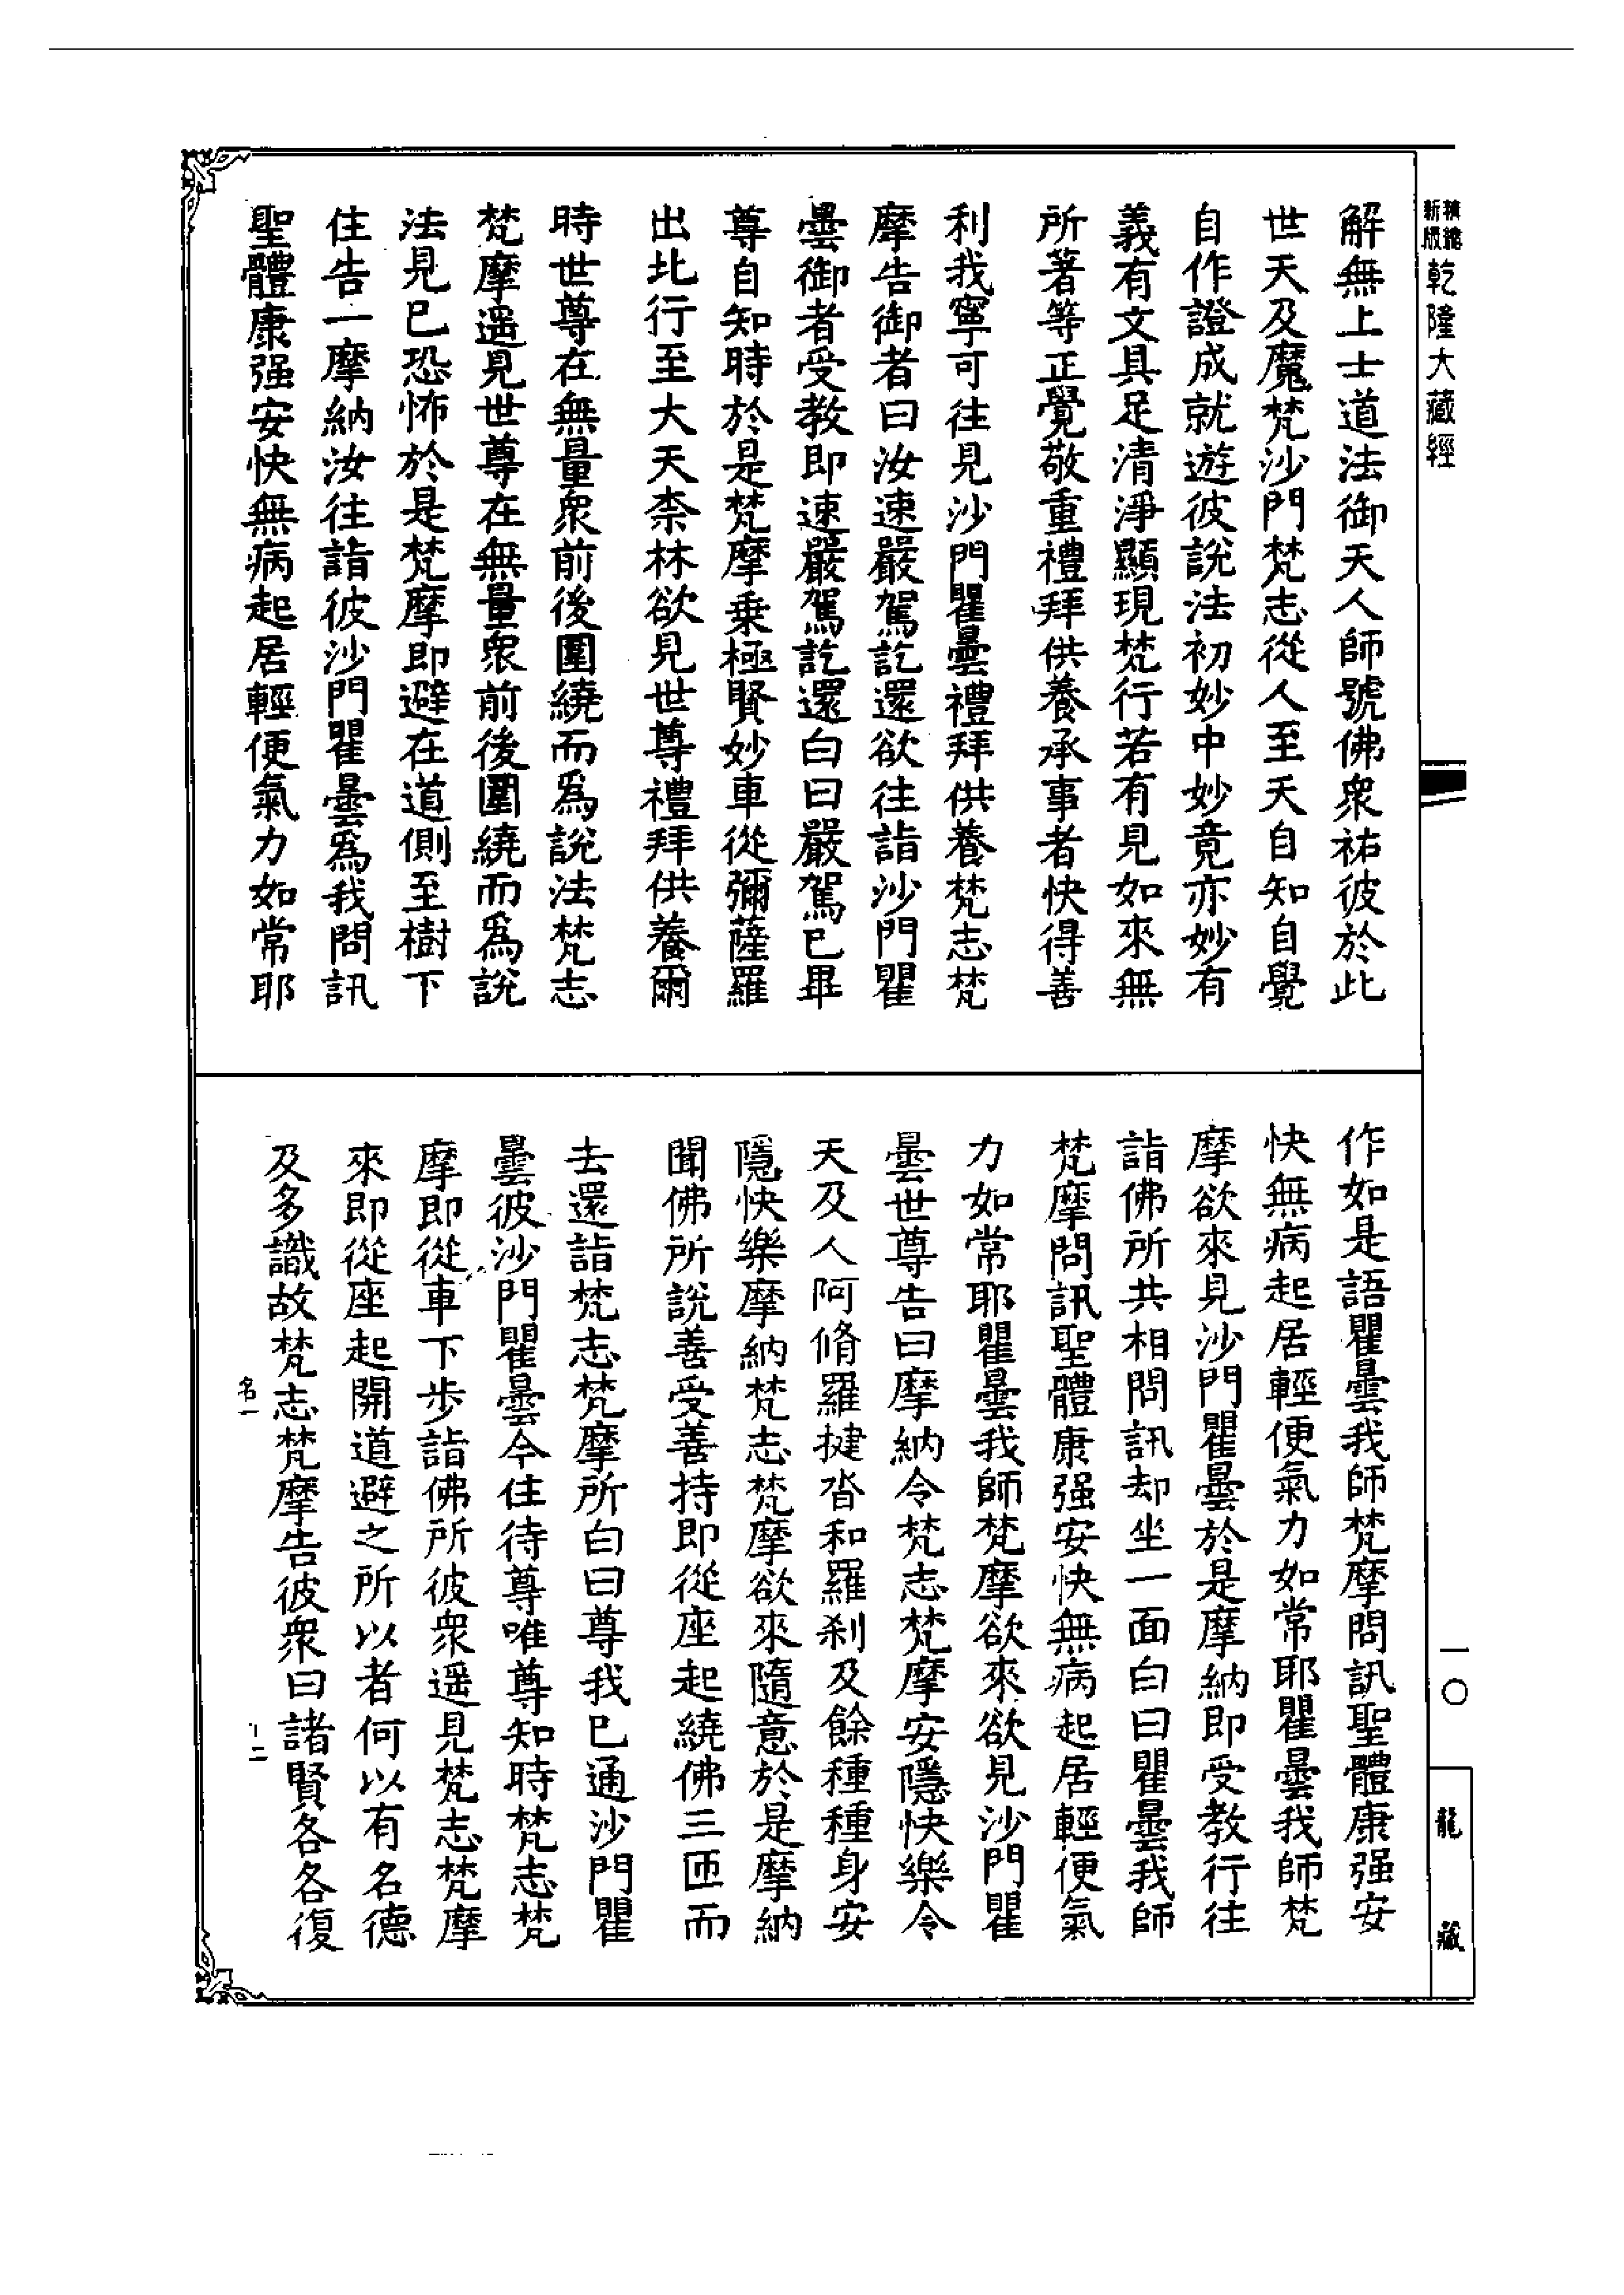 新版精縮乾隆大藏經
解無上士道法御天人師號佛衆祐彼於此
世天及魔梵沙門梵志從人至天自知自覺
自作證成就遊彼說法初妙中妙竟亦妙有
義有文具足清淨顯現梵行若有見如來無
所著等正覺敬重禮拜供養承事者快得善
利我寧可往見沙門瞿曇禮拜供養梵志梵
摩告御者曰汝速嚴駕訖還欲往詣沙門瞿
曇御者受教即速嚴駕訖還白曰嚴駕已畢
尊自知時於是梵摩乗極賢妙車從彌薩羅
出北行至大天㮈林欲見世尊禮拜供養爾
時世尊在無量衆前後圍繞而爲說法梵志
梵摩遥見世尊在無量衆前後圍繞而爲說
法見已恐怖於是梵摩即避在道側至樹下
住告一摩納汝往詣彼沙門瞿曇爲我問訊
聖體康强安快無病起居輕便氣力如常耶
作如是語瞿曇我師梵摩問訊聖體康强安
快無病起居輕便氣力如常耶瞿曇我師梵
摩欲來見沙門瞿曇於是摩納即受教行往
詣佛所共相問訊却坐一面白曰瞿曇我師
梵摩問訊聖體康强安快無病起居輕便氣
力如常耶瞿曇我師梵摩欲來欲見沙門瞿
曇世尊告曰摩納令梵志梵摩安隱快樂令
天及人阿脩羅揵沓和羅刹及餘種種身安
隱快樂摩納梵志梵摩欲來隨意於是摩納
聞佛所說善受善持即從座起繞佛三匝而
去還詣梵志梵摩所白曰尊我已通沙門瞿
曇彼沙門瞿曇今住待尊唯尊知時梵志梵
摩即從車下步詣佛所彼衆遥見梵志梵摩
來即從座起開道避之所以者何以有名德
及多識故梵志梵摩告彼衆曰諸賢各各復
名一
十二
一〇
龍藏